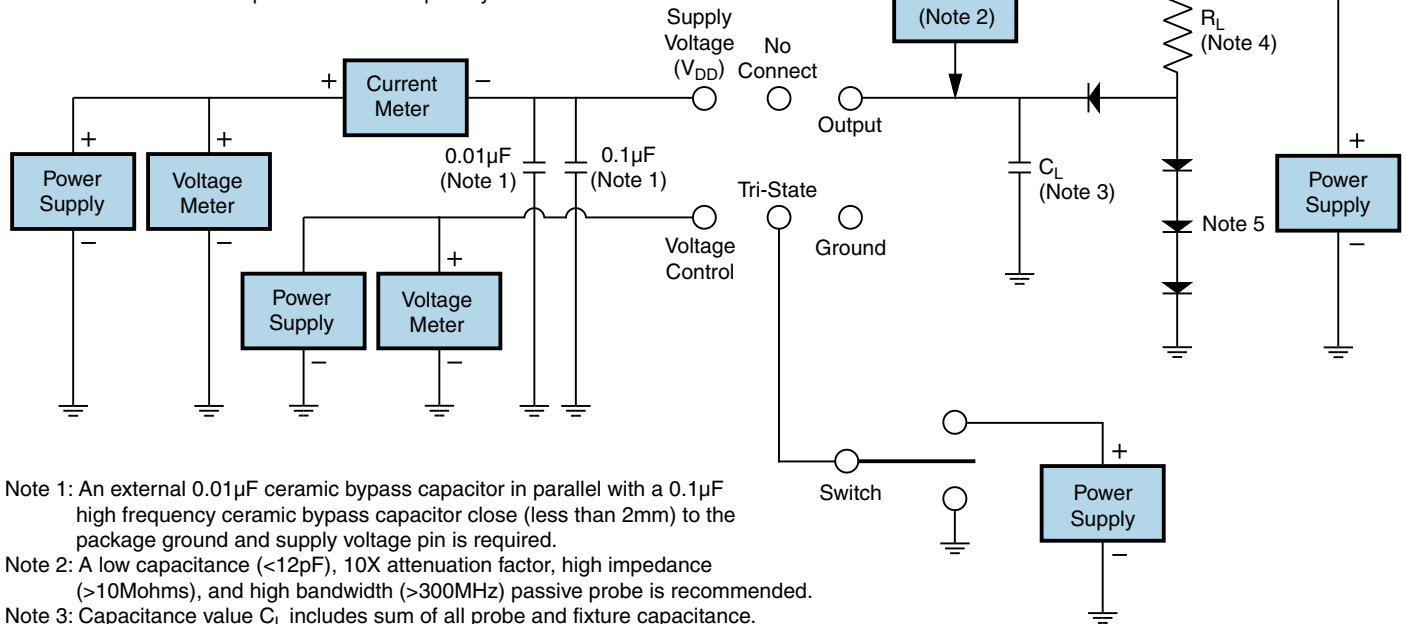 Supply
Voltage
(VDD)
No
Connect
(Note 2)
RL
(Note 4)
+
Current
Meter
−
Output
+
Power
Supply
−
+
Voltage
Meter
−
0.01µF
(Note 1)
0.1µF
(Note 1)
Tri-State
CL
(Note 3)
+
Power
Supply
−
Note 5
Voltage
Control
Ground
Power
Supply
−
+
Voltage
Meter
−
Switch
+
Power
Supply
−
Note 1: An external 0.01µF ceramic bypass capacitor in parallel with a 0.1µF
high frequency ceramic bypass capacitor close (less than 2mm) to the
package ground and supply voltage pin is required.
Note 2: A low capacitance (<12pF), 10X attenuation factor, high impedance
(>10Mohms), and high bandwidth (>300MHz) passive probe is recommended.
Note 3: Capacitance value CL includes sum of all probe and fixture capacitance.